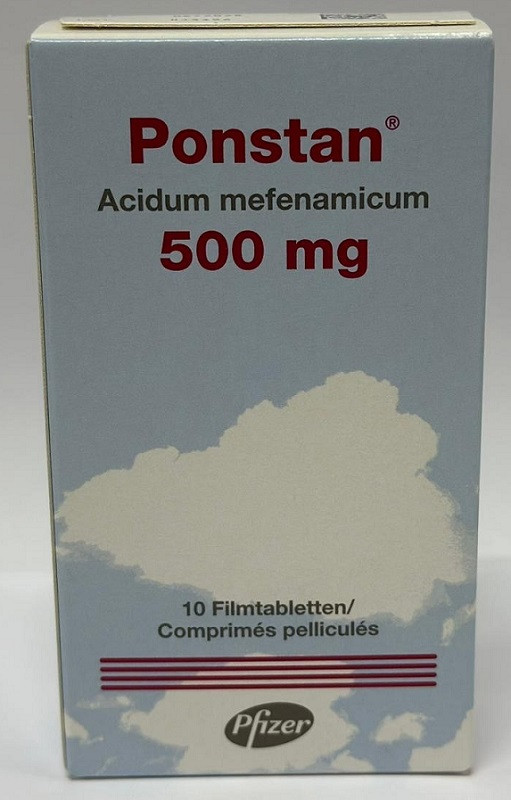 Ponstan®
Acidum mefenamicum
500 mg
10 Filmtabletten/
Comprimés pelliculés
Pfizer